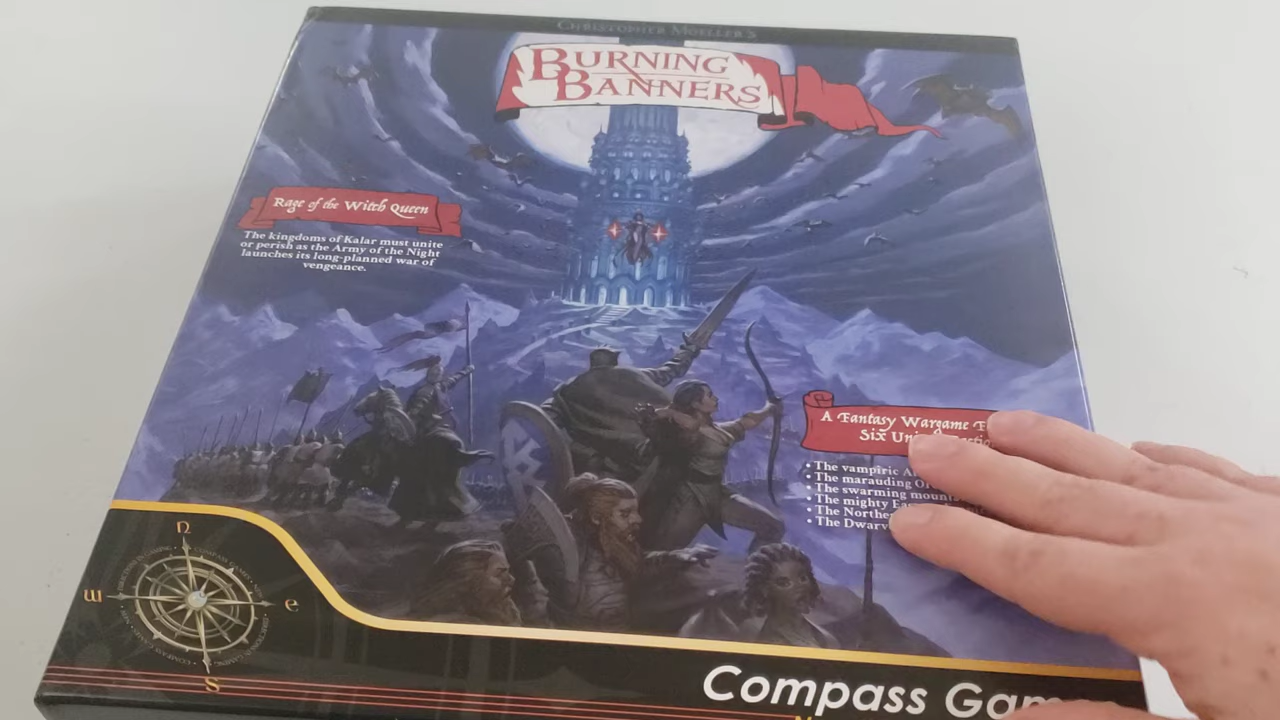 Christopher Moeller's
Burning
Banners
Rage of the Witch Queen
The kingdoms of Kalar must unite
or perish as the Army of the Night
launches its long-planned war of
vengeance.
A Fantasy Wargame
Six
• The vampiric
• The marauding
• The swarming
• The mighty
• The
• The
n
w
e
s
Compass